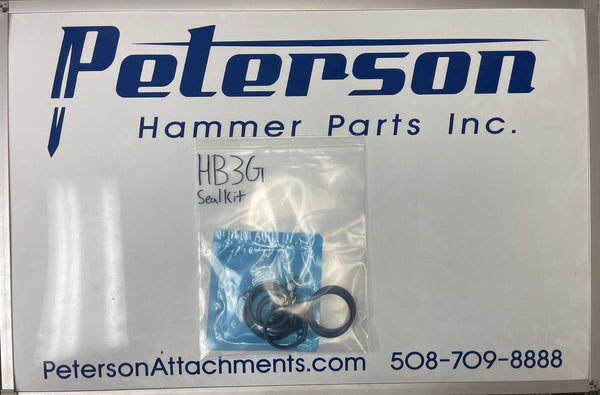 Peterson
Hammer Parts Inc.
HB3G
Seal Kit
PetersonAttachments.com 508-709-8888